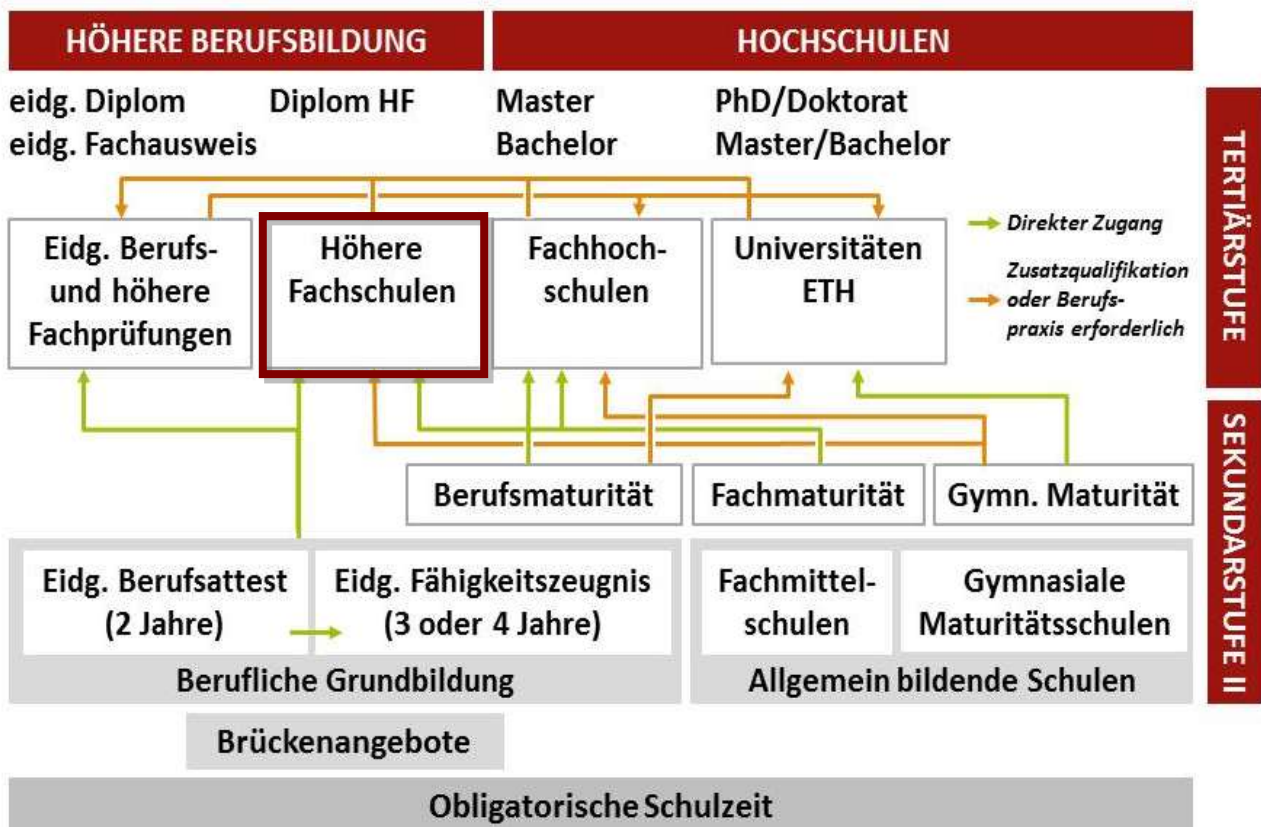 HÖHERE BERUFSBILDUNG
HOCHSCHULEN
eidg. Diplom
eidg. Fachausweis
Diplom HF
Master
Bachelor
PhD/Doktorat
Master/Bachelor
TERTIÄRSTUFE
Eidg. Berufs-
und höhere
Fachprüfungen
Höhere
Fachschulen
Fachhoch-
schulen
Universitäten
ETH
Direkter Zugang
Zusatzqualifikation
oder Berufs-
praxis erforderlich
SEKUNDARSTUFE II
Berufsmaturität
Fachmaturität
Gymn. Maturität
Eidg. Berufsattest
(2 Jahre)
Eidg. Fähigkeitszeugnis
(3 oder 4 Jahre)
Fachmittel-
schulen
Gymnasiale
Maturitätsschulen
Berufliche Grundbildung
Allgemein bildende Schulen
Brückenangebote
Obligatorische Schulzeit